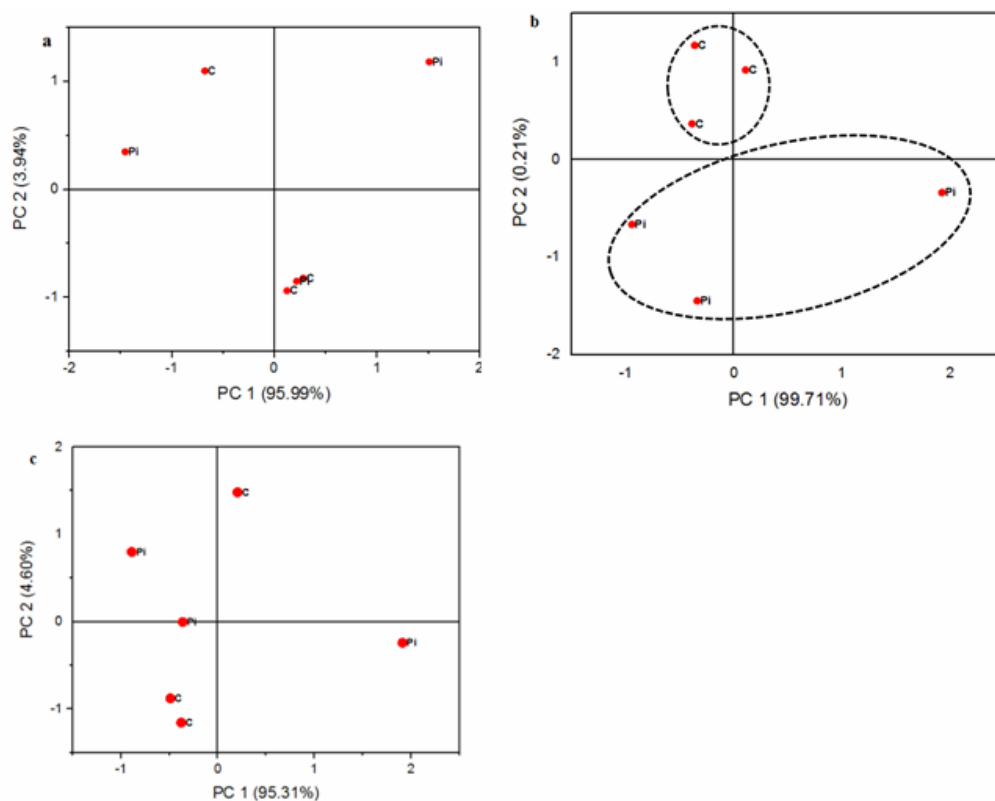 a
1
0
-1
-2
-1
0
1
2
PC 2 (3.94%)
PC 1 (95.99%)
C
Pi
Pi
C
Pi
C
b
1
0
-1
-2
-1
0
1
2
PC 2 (0.21%)
PC 1 (99.71%)
C
C
C
Pi
Pi
Pi
c
2
1
0
-1
-1
0
1
2
PC 2 (4.60%)
PC 1 (95.31%)
C
Pi
Pi
Pi
C
C